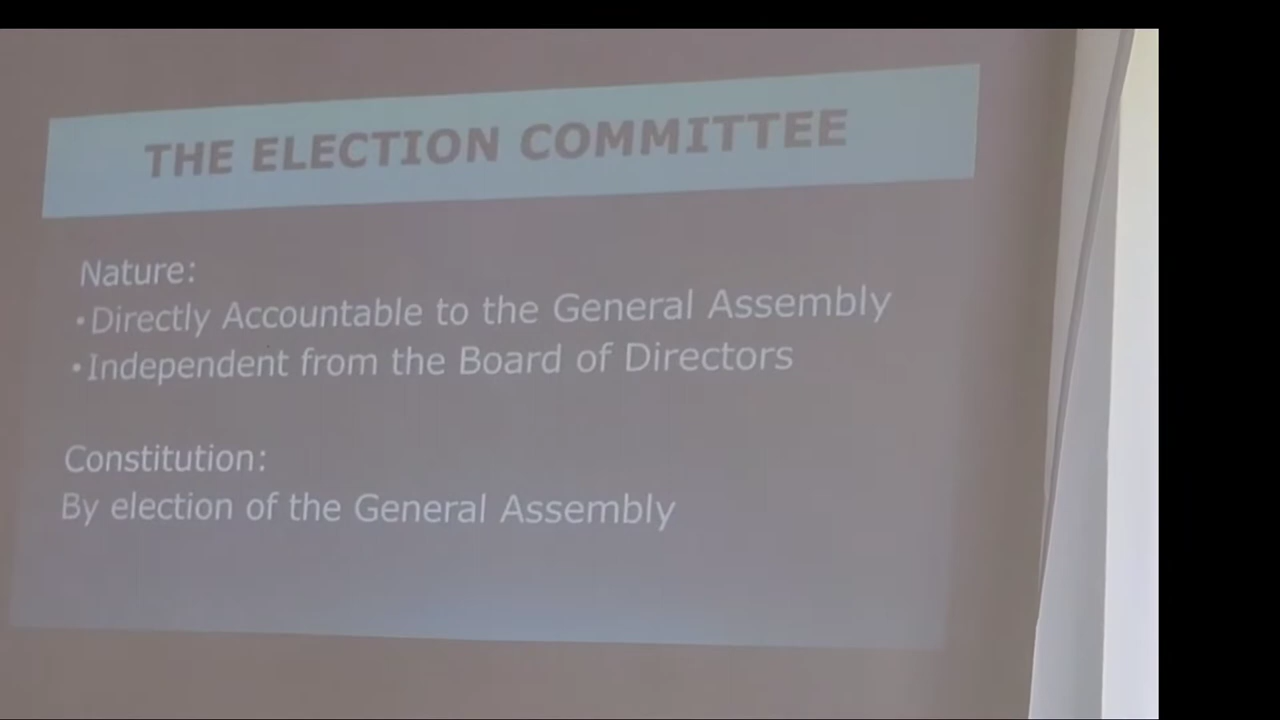 THE ELECTION COMMITTEE
Nature:
•Directly Accountable to the General Assembly
•Independent from the Board of Directors
Constitution:
By election of the General Assembly